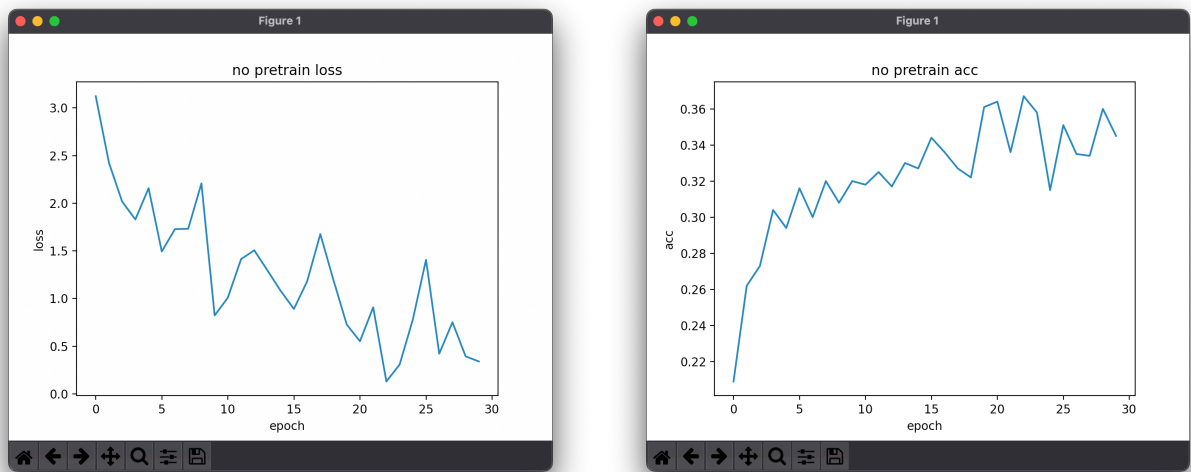 Figure 1
no pretrain loss
3.0
2.5
2.0
1.5
1.0
0.5
0.0
loss
0 5 10 15 20 25 30
epoch
Figure 1
no pretrain acc
0.36
0.34
0.32
0.30
0.28
0.26
0.24
0.22
acc
0 5 10 15 20 25 30
epoch